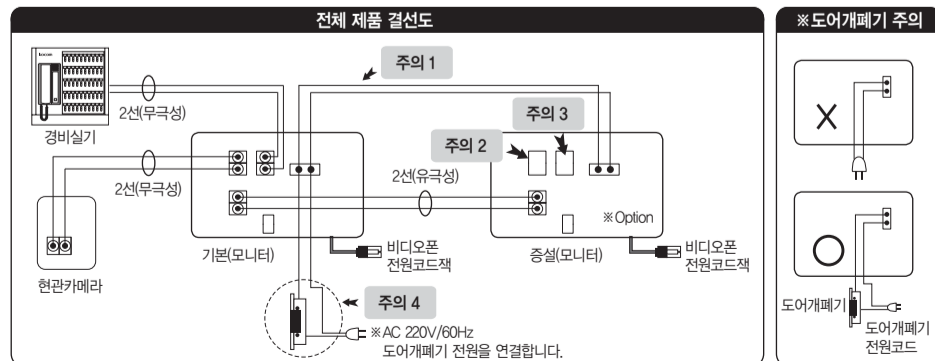 전체 제품 결선도
※도어개폐기 주의
kocom
주의 1
2선(무극성)
경비실기
주의 3
주의 2
2선(무극성)
2선(유극성)
※Option
기본(모니터)
비디오폰
전원코드잭
증설(모니터)
비디오폰
전원코드잭
현관카메라
주의 4
※AC 220V/60Hz
도어개폐기 전원을 연결합니다.
X
O
도어개폐기
도어개폐기
전원코드